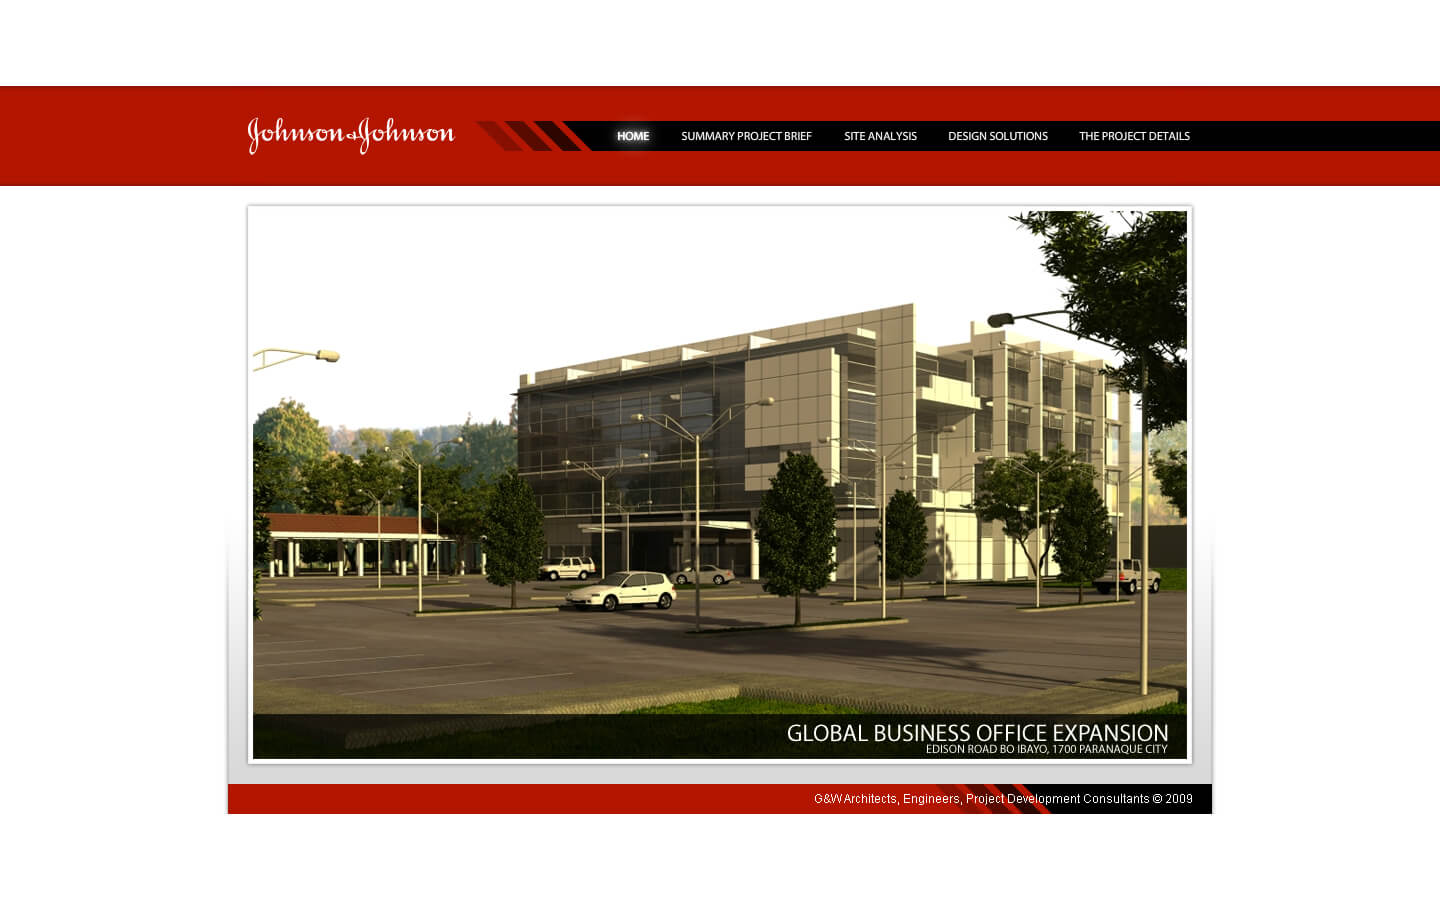 Johnson & Johnson
HOME SUMMARY PROJECT BRIEF SITE ANALYSIS DESIGN SOLUTIONS THE PROJECT DETAILS
GLOBAL BUSINESS OFFICE EXPANSION
EDISON ROAD BO IBAYO, 1700 PARANAQUE CITY
G&W Architects, Engineers, Project Development Consultants © 2009